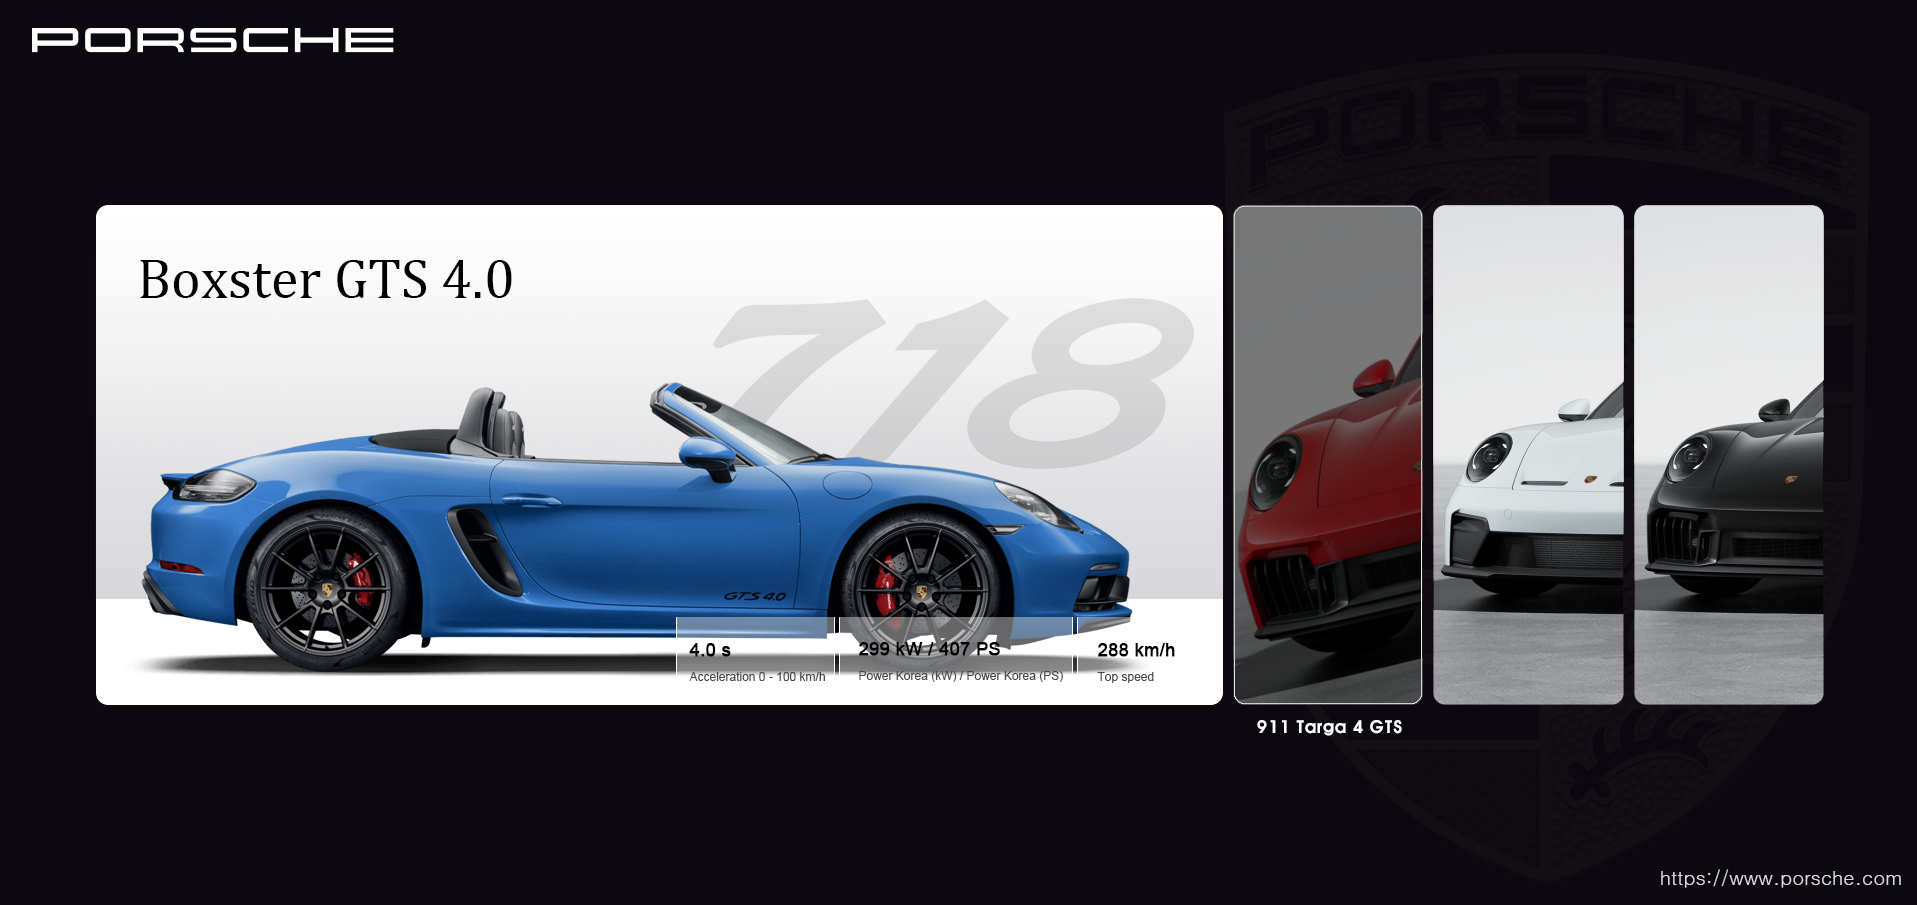 PORSCHE
PORSCHE
Boxster GTS 4.0
718
GTS 4.0
4.0 s
Acceleration 0 - 100 km/h
299 kW / 407 PS
Power Korea (kW) / Power Korea (PS)
288 km/h
Top speed
911 Targa 4 GTS
https://www.porsche.com